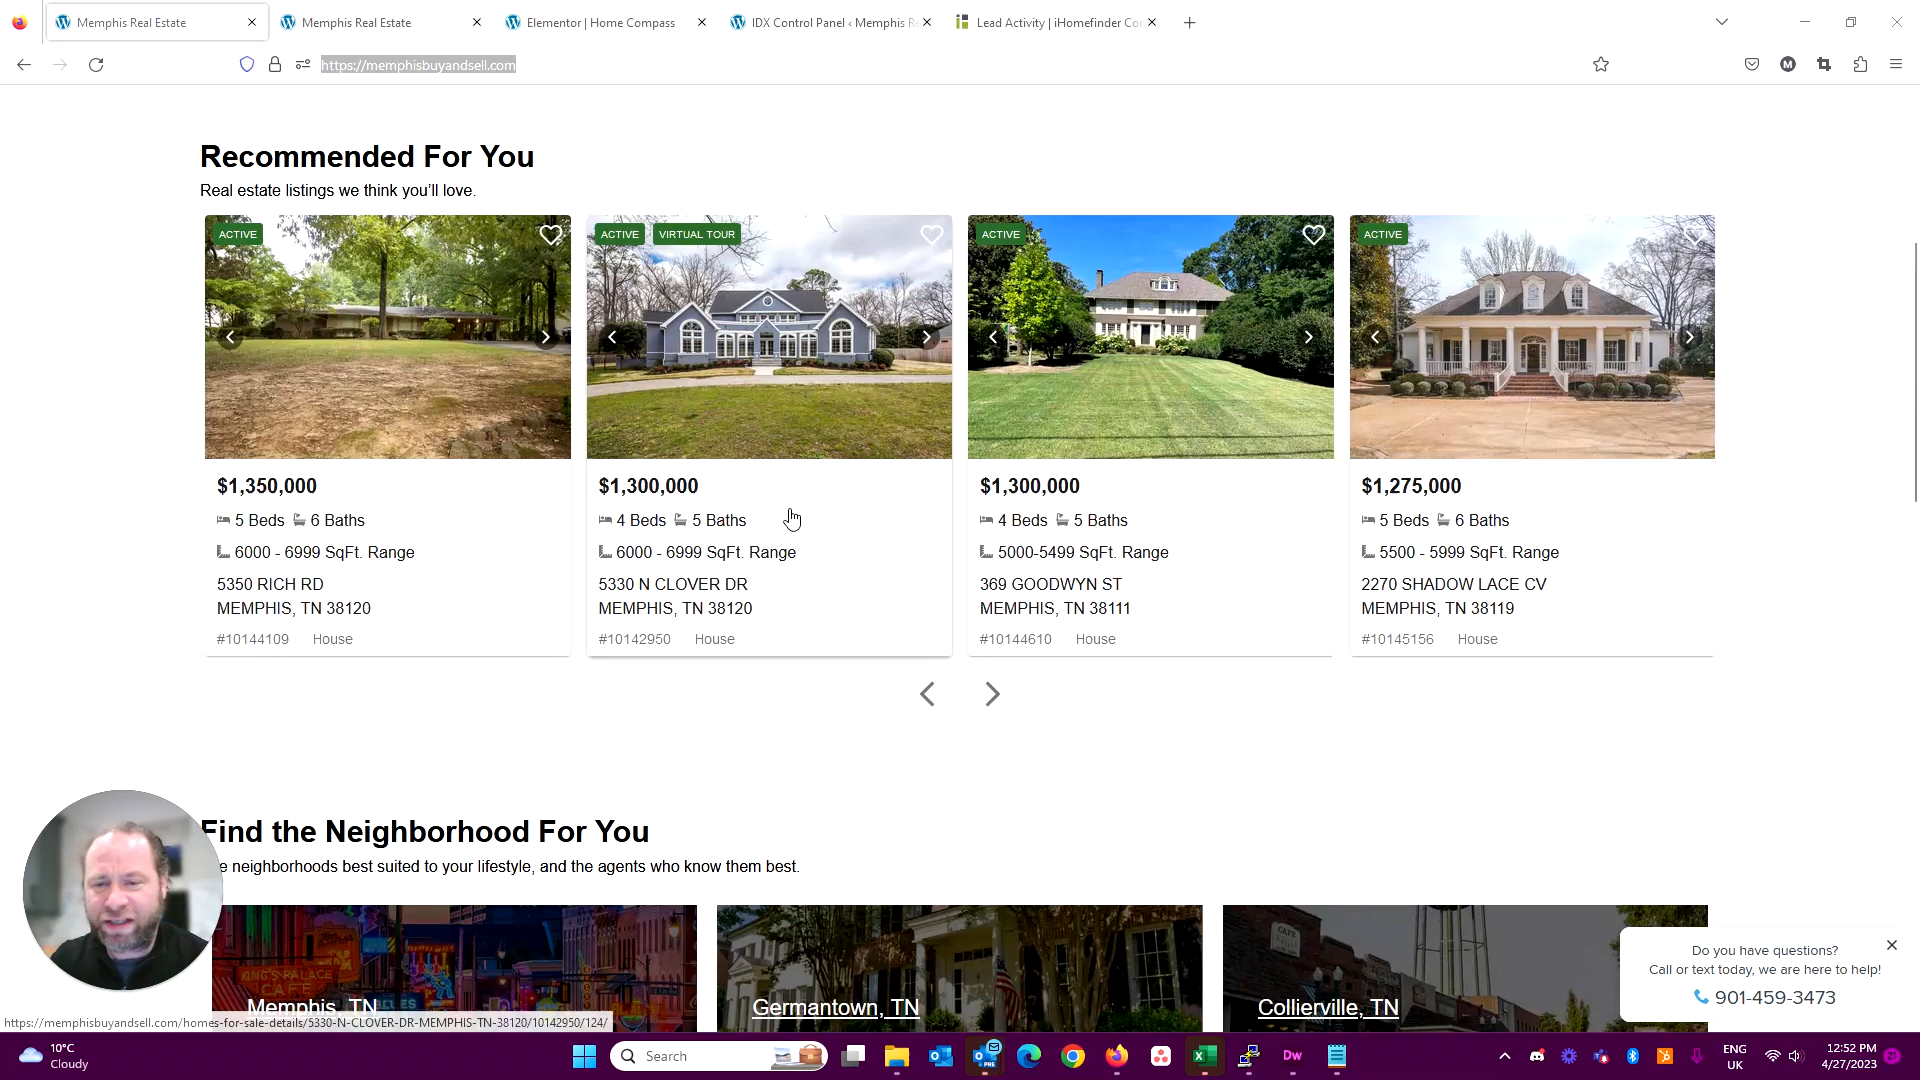 Memphis Real Estate
Memphis Real Estate
Elementor | Home Compass
IDX Control Panel ‹ Memphis R
Lead Activity | iHomefinder Co
https://memphisbuyandsell.com
M
Recommended For You
Real estate listings we think you'll love.
ACTIVE
ACTIVE VIRTUAL TOUR
ACTIVE
ACTIVE
$1,350,000
5 Beds 6 Baths
6000 - 6999 SqFt. Range
5350 RICH RD
MEMPHIS, TN 38120
#10144109 House
$1,300,000
4 Beds 5 Baths
6000 - 6999 SqFt. Range
5330 N CLOVER DR
MEMPHIS, TN 38120
#10142950 House
$1,300,000
4 Beds 5 Baths
5000-5499 SqFt. Range
369 GOODWYN ST
MEMPHIS, TN 38111
#10144610 House
$1,275,000
5 Beds 6 Baths
5500 - 5999 SqFt. Range
2270 SHADOW LACE CV
MEMPHIS, TN 38119
#10145156 House
Find the Neighborhood For You
neighborhoods best suited to your lifestyle, and the agents who know them best.
KING'S PALACE
CAFE
Memphis, TN
Germantown, TN
CAFE
Collierville, TN
Do you have questions?
Call or text today, we are here to help!
901-459-3473
https://memphisbuyandsell.com/homes-for-sale-details/5330-N-CLOVER-DR-MEMPHIS-TN-38120/10142950/124/
10°C
Cloudy
Search
PRE
Dw
ENG
UK
12:52 PM
4/27/2023
21